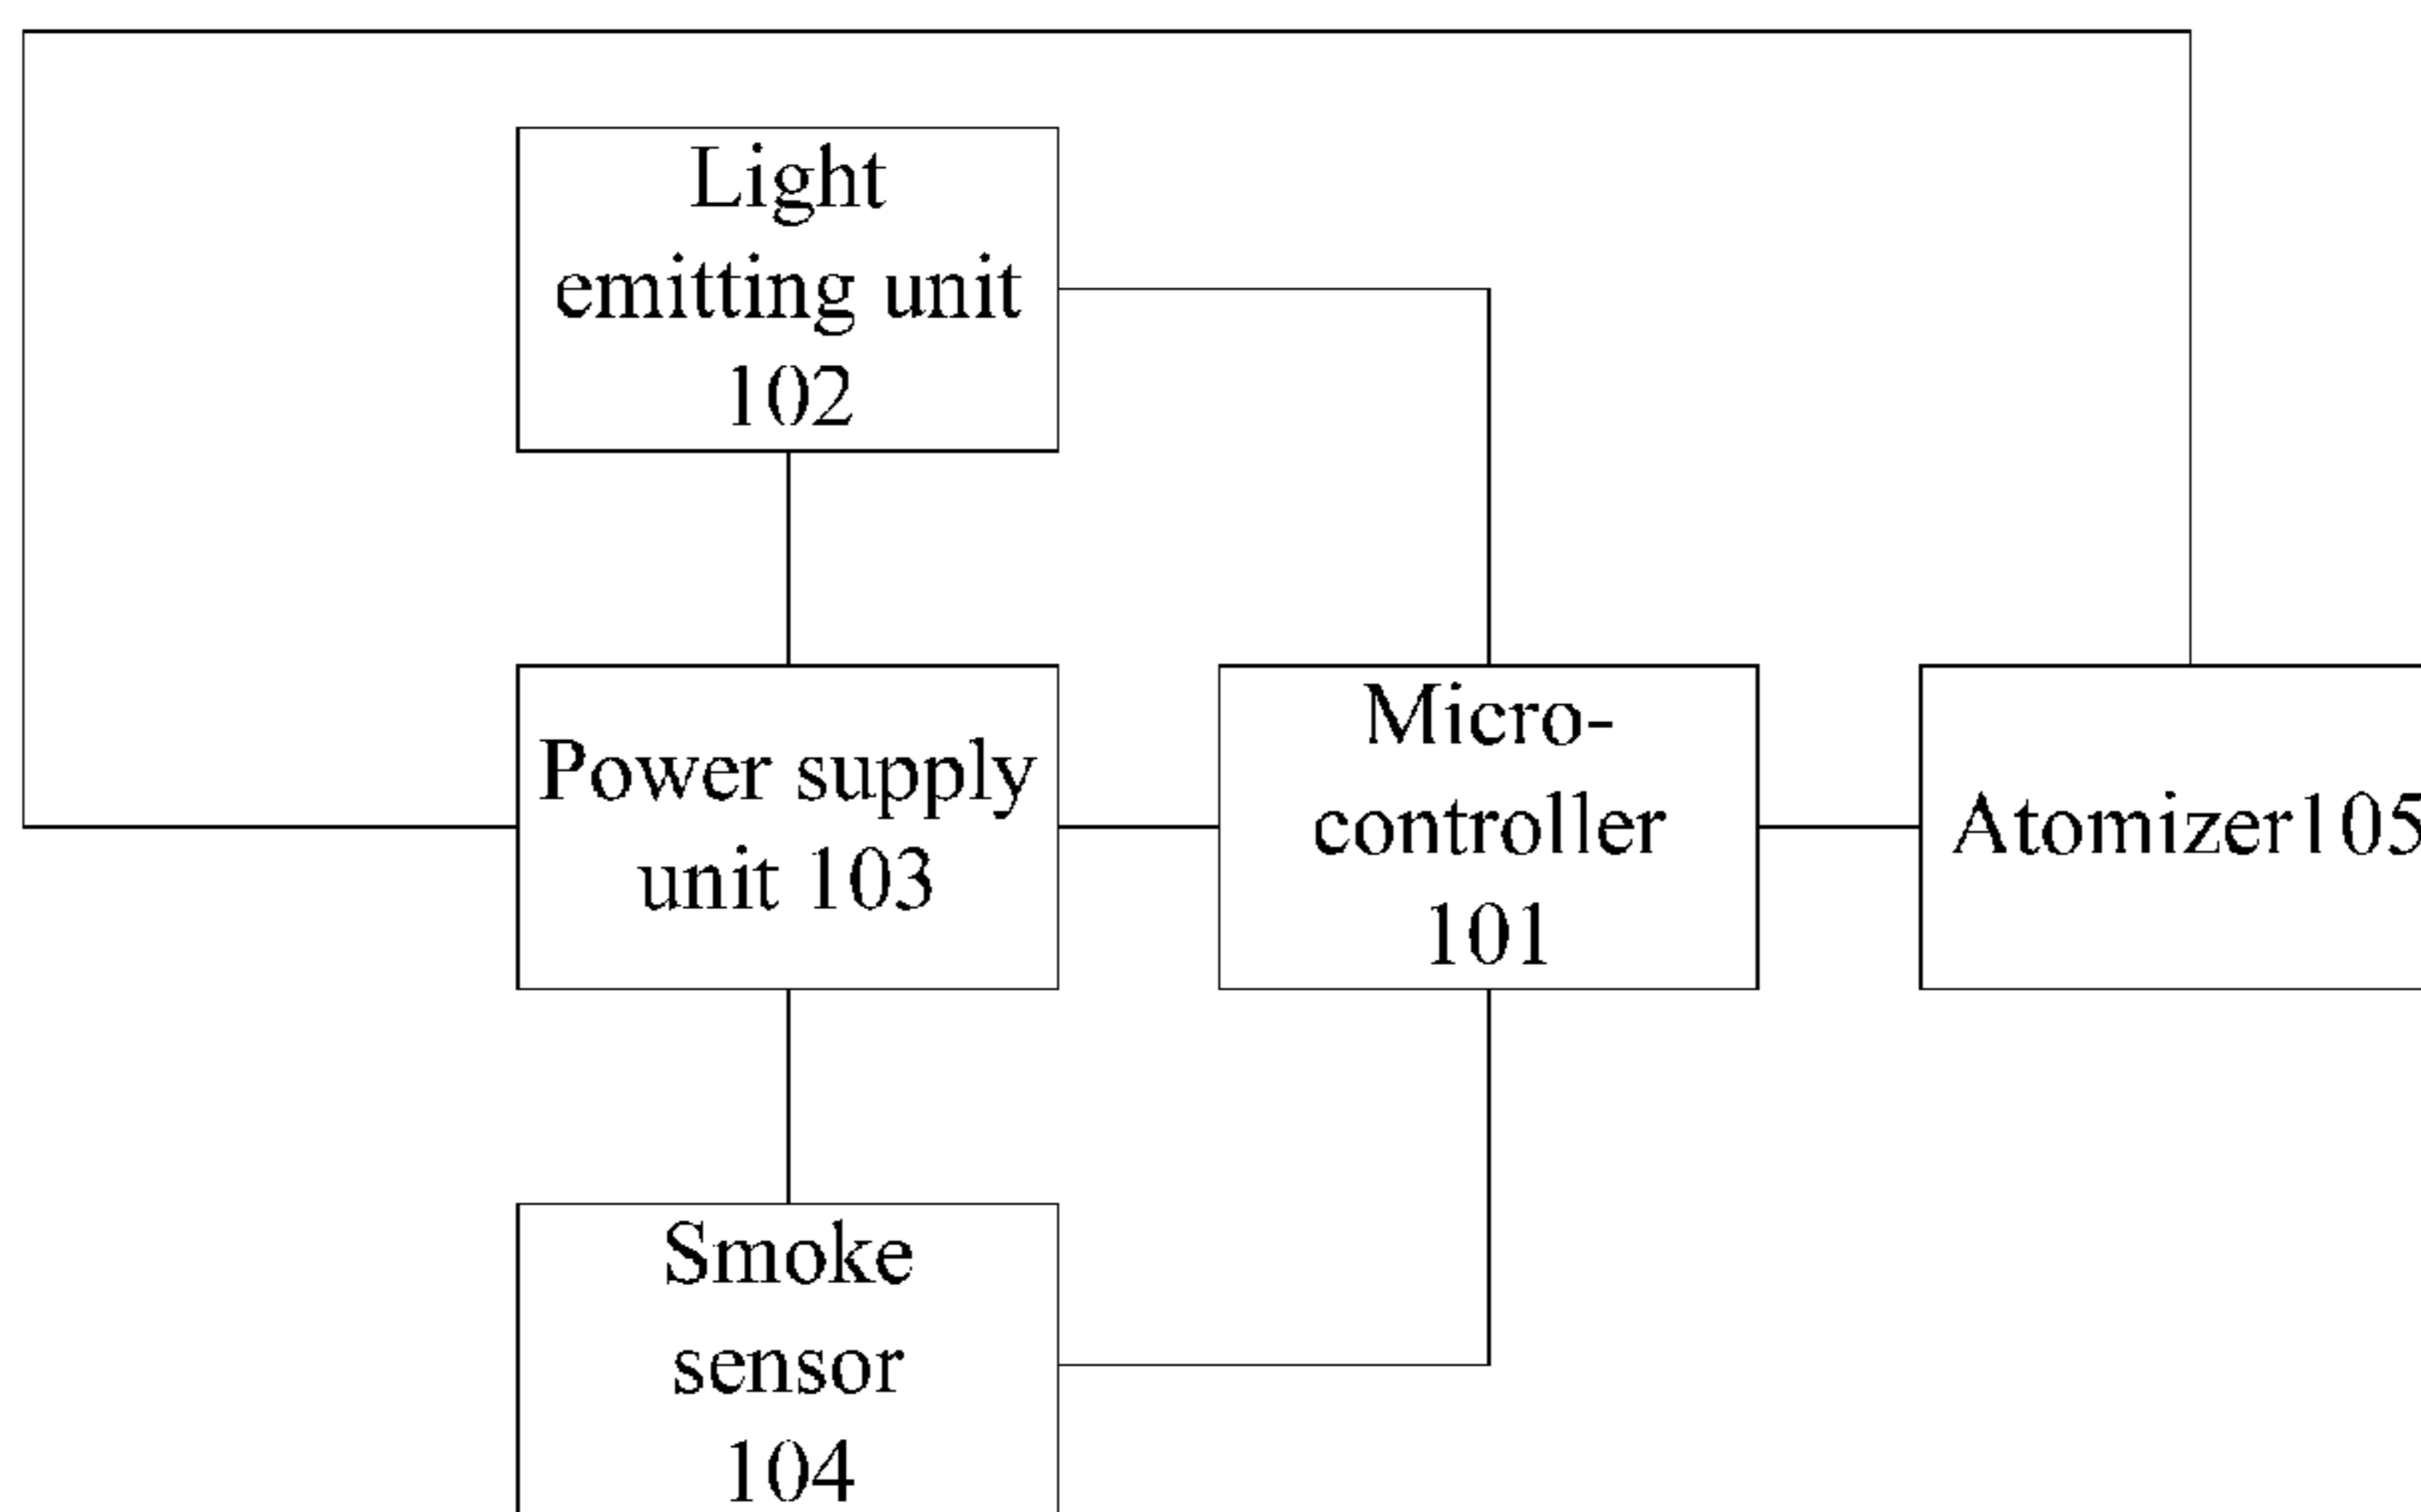 Light
emitting unit
102
Power supply
unit 103
Micro-
controller
101
Atomizer105
Smoke
sensor
104